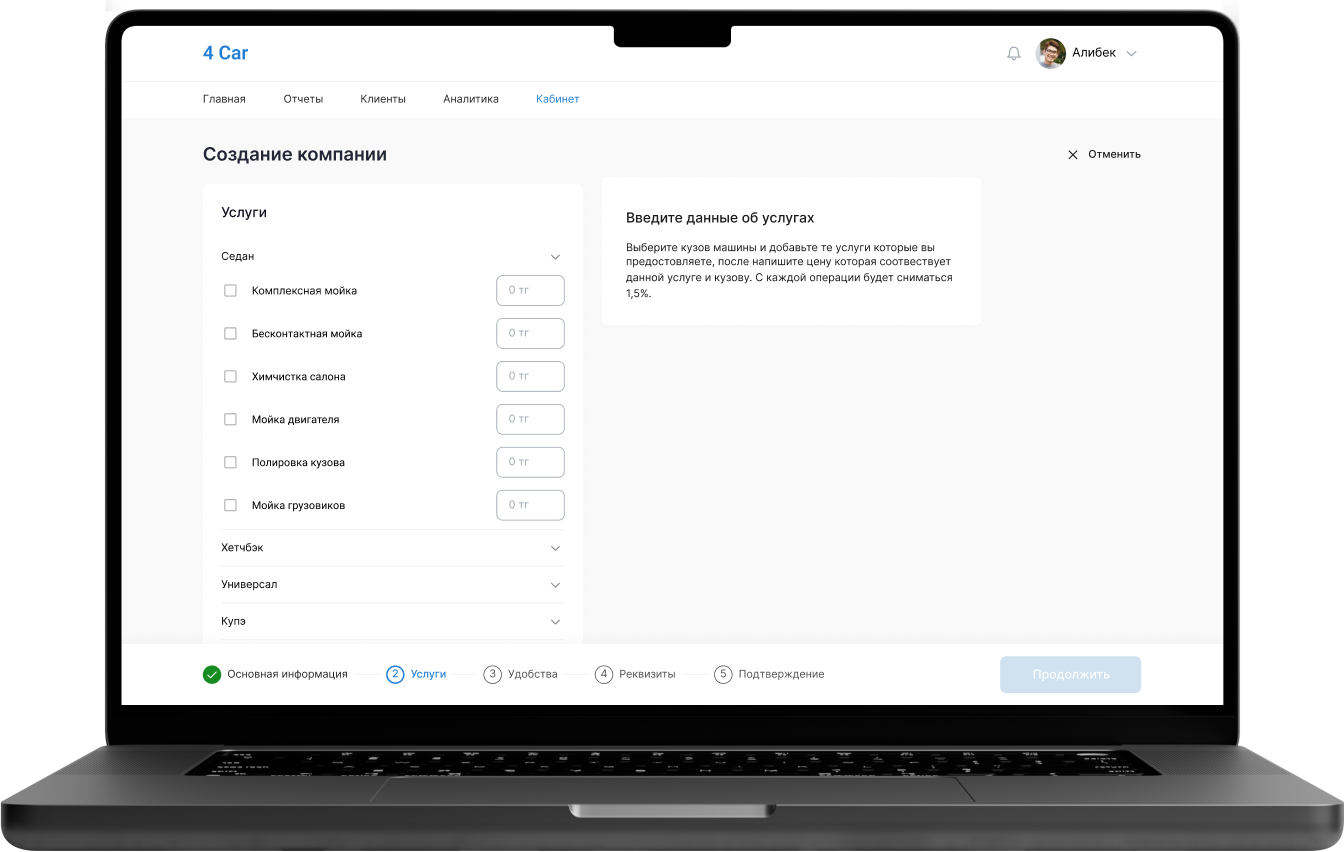 4 Car
Алибек
Главная
Отчеты
Клиенты
Аналитика
Кабинет
Создание компании
Отменить
Услуги
Седан
Комплексная мойка
0 тг
Бесконтактная мойка
0 тг
Химчистка салона
0 тг
Мойка двигателя
0 тг
Полировка кузова
0 тг
Мойка грузовиков
0 тг
Хетчбэк
Универсал
Купэ
Введите данные об услугах
Выберите кузов машины и добавьте те услуги которые вы
предостовляете, после напишите цену которая соотвествует
данной услуге и кузову. С каждой операции будет сниматься
1,5%.
Основная информация
2 Услуги
3 Удобства
4 Реквизиты
5 Подтверждение
Продолжить